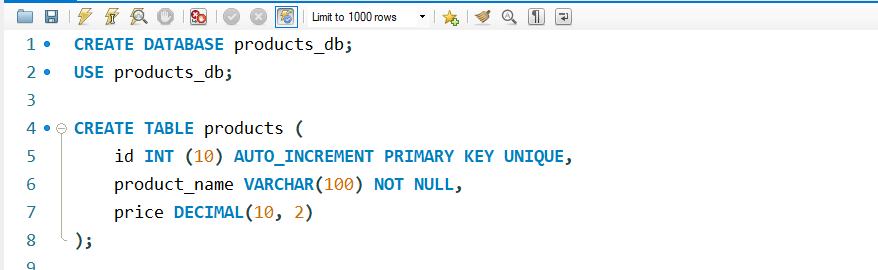 Limit to 1000 rows
1 CREATE DATABASE products_db;
2 USE products_db;
3
4 CREATE TABLE products (
5 id INT (10) AUTO_INCREMENT PRIMARY KEY UNIQUE,
6 product_name VARCHAR(100) NOT NULL,
7 price DECIMAL(10, 2)
8 );
9